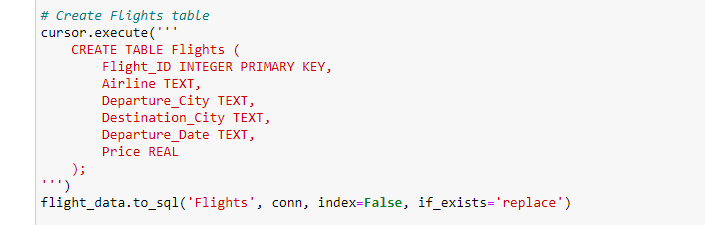 # Create Flights table
cursor.execute('''
    CREATE TABLE Flights (
        Flight_ID INTEGER PRIMARY KEY,
        Airline TEXT,
        Departure_City TEXT,
        Destination_City TEXT,
        Departure_Date TEXT,
        Price REAL
    );
''')
flight_data.to_sql('Flights', conn, index=False, if_exists='replace')